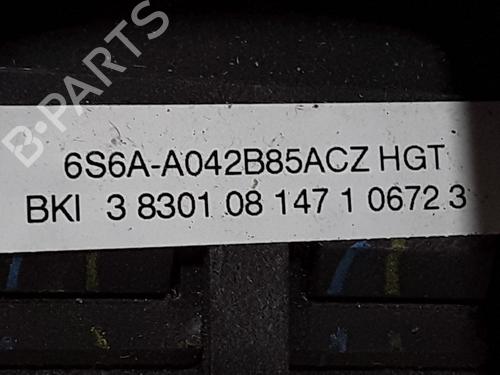 B-PARTS
6S6A-A042B85ACZ HGT
BKI 3 8301 08 147 1 0672 3